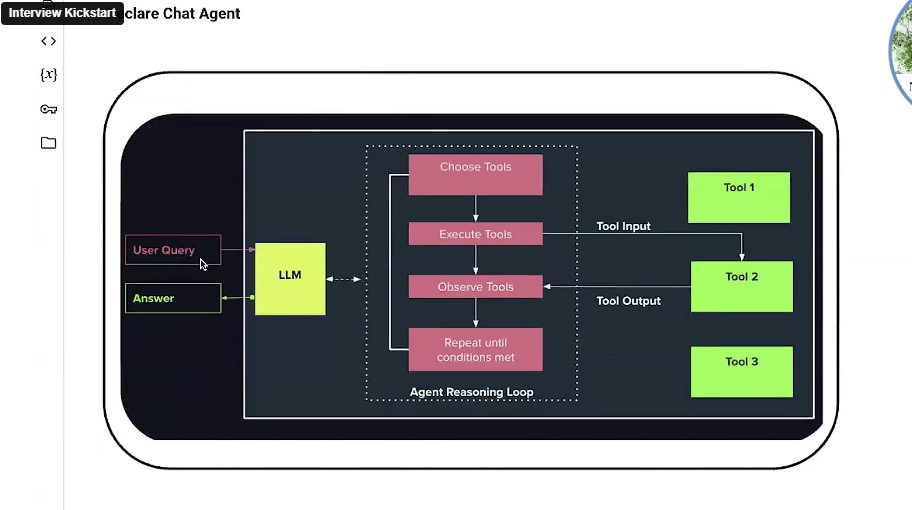 Interview Kickstart
eclare Chat Agent
{x}
User Query
Answer
LLM
Choose Tools
Execute Tools
Observe Tools
Repeat until
conditions met
Agent Reasoning Loop
Tool Input
Tool Output
Tool 1
Tool 2
Tool 3